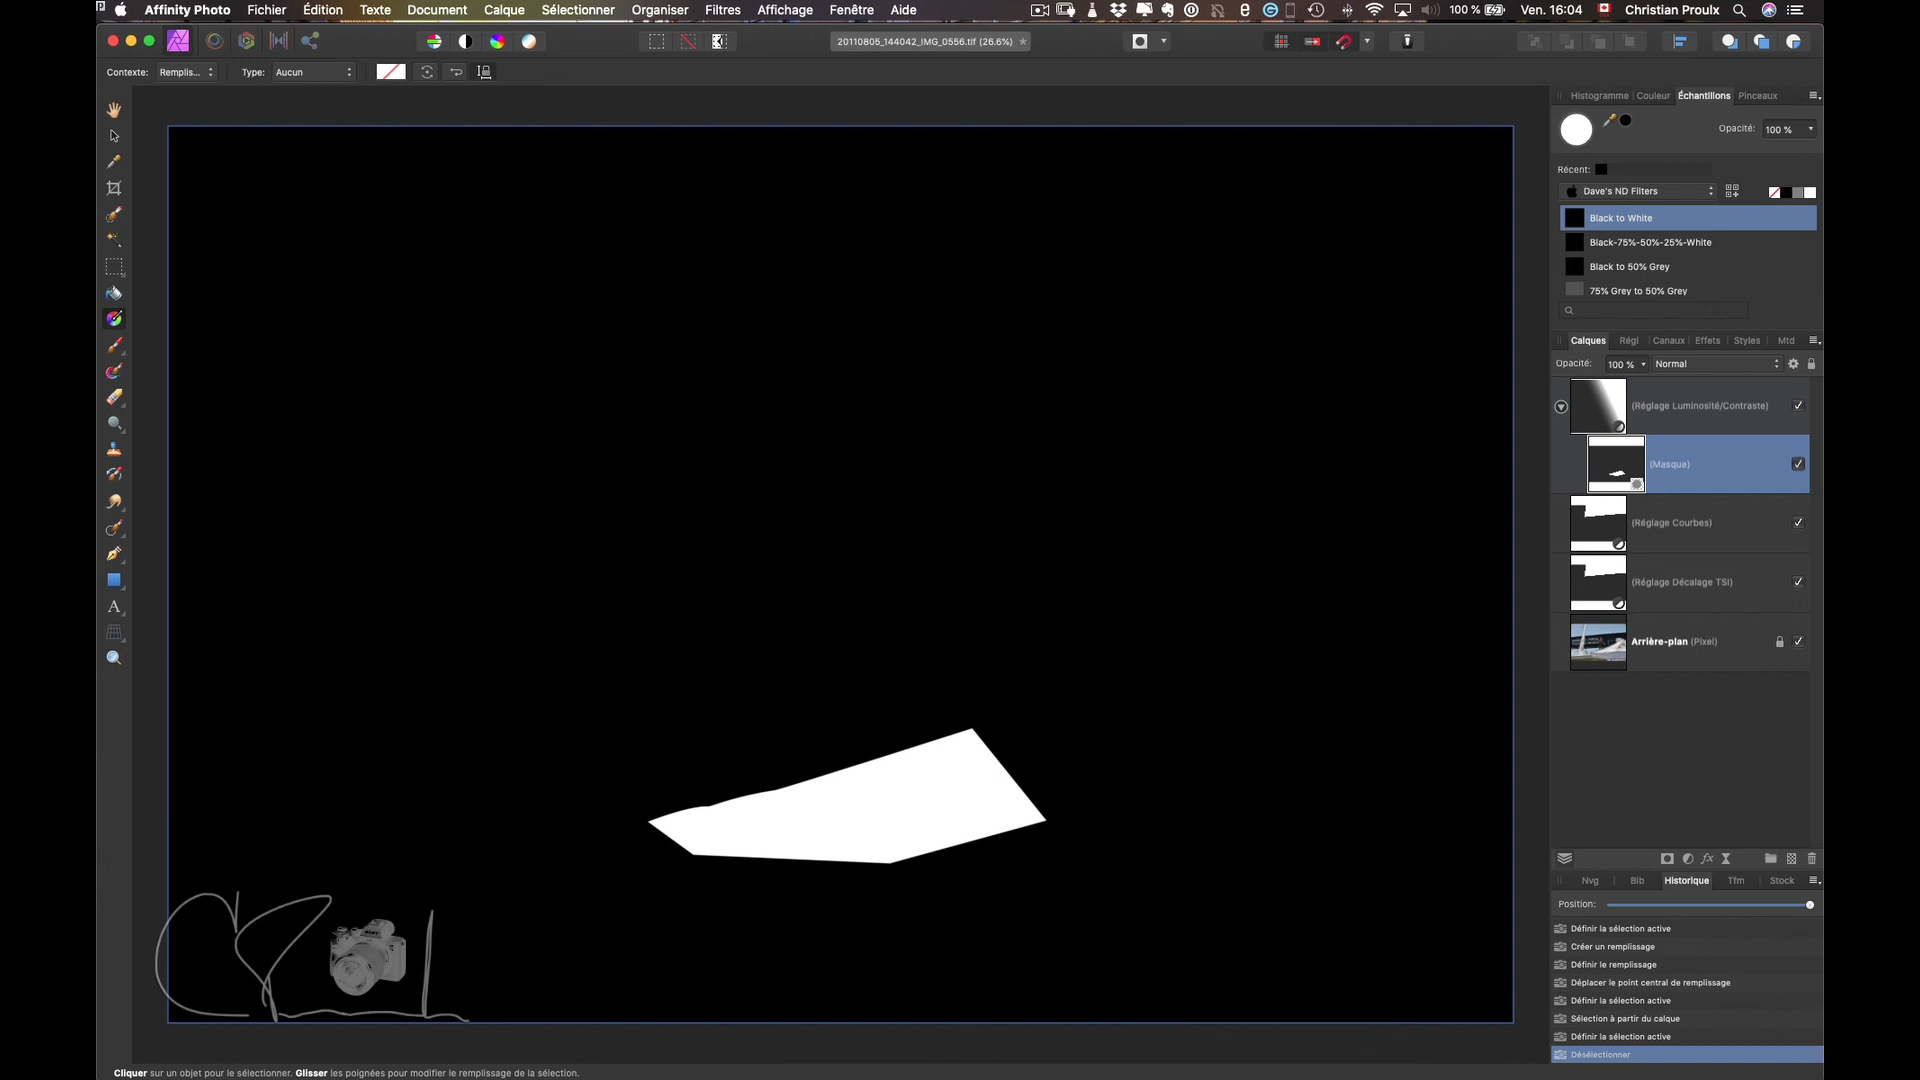 Affinity Photo Fichier Édition Texte Document Calque Sélectionner Organiser Filtres Affichage Fenêtre Aide 100 % Ven. 16:04 Christian Proulx
20110805_144042_IMG_0556.tif (26.6%)
Contexte: Remplis... Type: Aucun
Histogramme Couleur Échantillons Pinceaux
Opacité: 100 %
Récent:
Dave's ND Filters
Black to White
Black-75%-50%-25%-White
Black to 50% Grey
75% Grey to 50% Grey
Calques Régl Canaux Effets Styles Mtd
Opacité: 100 % Normal
(Réglage Luminosité/Contraste)
(Masque)
(Réglage Courbes)
(Réglage Décalage TSI)
Arrière-plan (Pixel)
Nvg Bib Historique Tfm Stock
Position:
Définir la sélection active
Créer un remplissage
Définir le remplissage
Déplacer le point central de remplissage
Définir la sélection active
Sélection à partir du calque
Définir la sélection active
Désélectionner
Cliquer sur un objet pour le sélectionner. Glisser les poignées pour modifier le remplissage de la sélection.